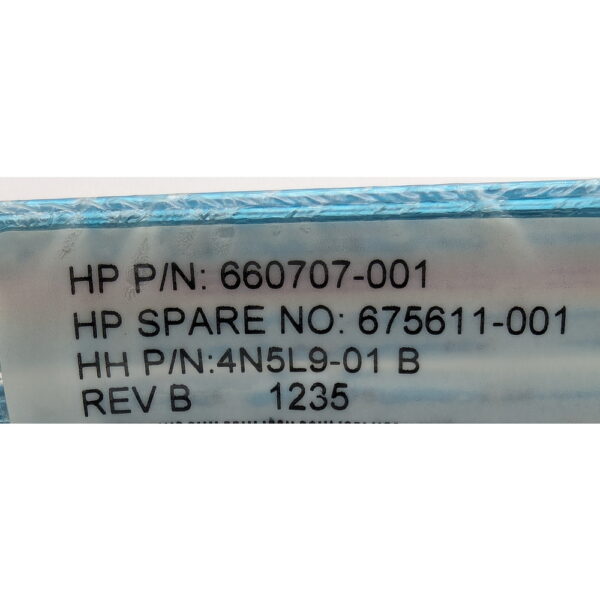 HP P/N: 660707-001
HP SPARE NO: 675611-001
HH P/N:4N5L9-01 B
REV B 1235